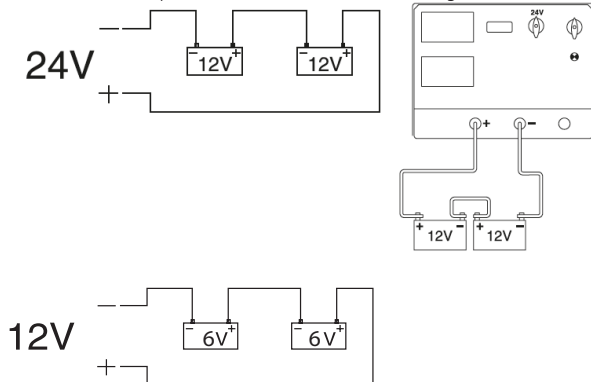 24V
−
+
− 12V +
− 12V +
24V
+ −
+ 12V −
+ 12V −
12V
−
+
− 6V +
− 6V +